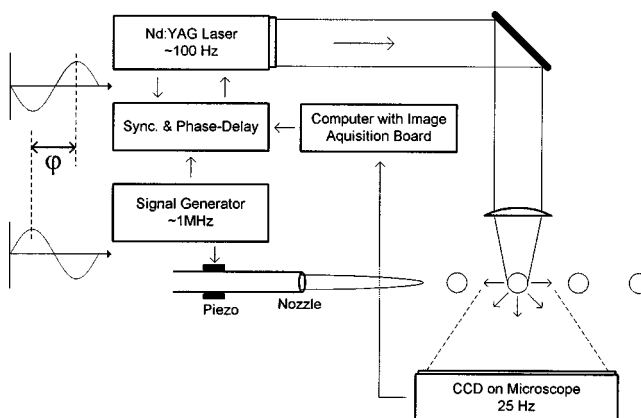 Nd:YAG Laser
~100 Hz
Sync. & Phase-Delay
Computer with Image
Aquisition Board
φ
Signal Generator
~1MHz
Piezo
Nozzle
CCD on Microscope
25 Hz